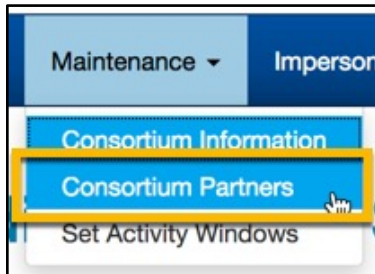 Maintenance Imperson
Consortium Information
Consortium Partners
Set Activity Windows